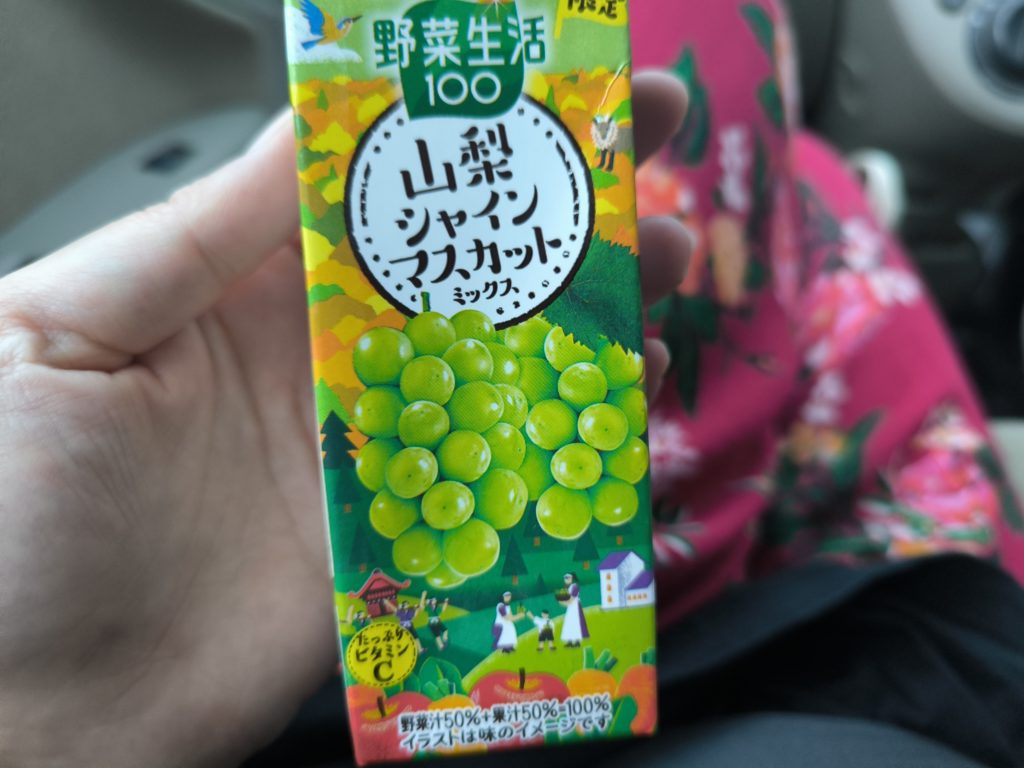 限定
野菜生活
100
山梨
シャイン
マスカット
ミックス
たっぷり
ビタミン
C
野菜汁50%+果汁50%=100%
イラストは味のイメージです